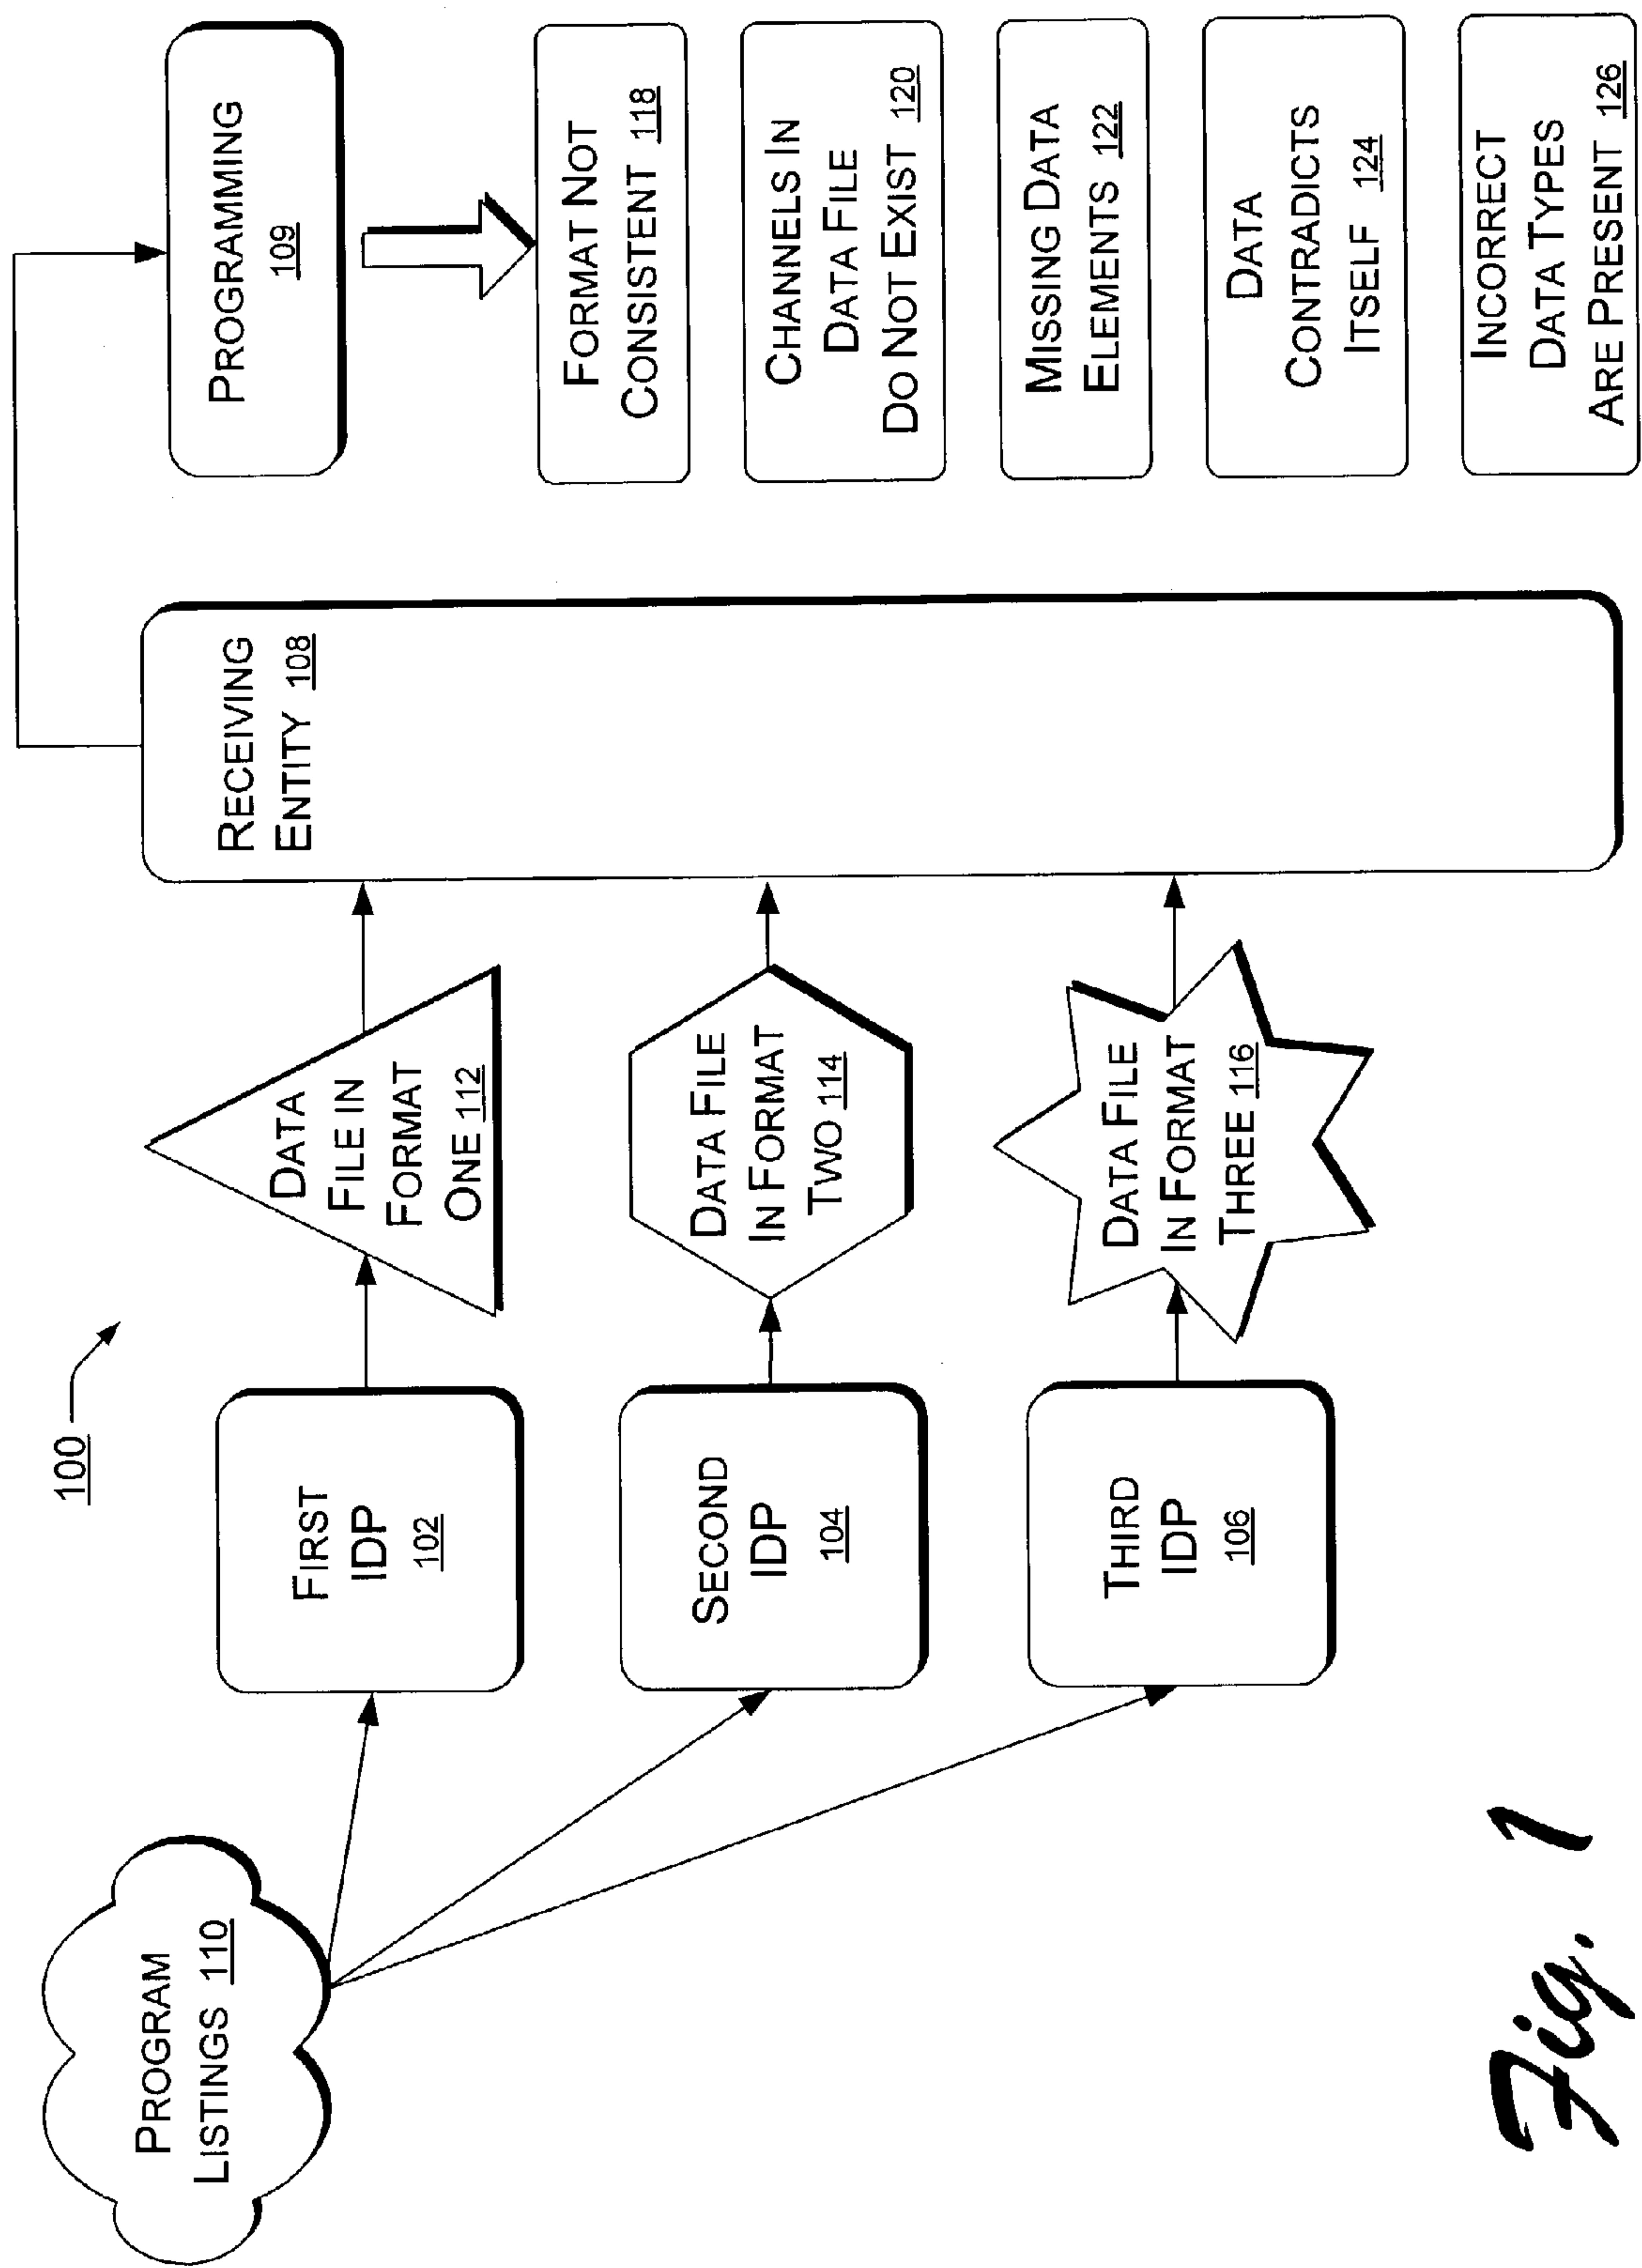 100
PROGRAM
LISTINGS 110
FIRST
IDP
102
SECOND
IDP
104
THIRD
IDP
106
DATA
FILE IN
FORMAT
ONE 112
DATA FILE
IN FORMAT
TWO 114
DATA FILE
IN FORMAT
THREE 116
RECEIVING
ENTITY 108
PROGRAMMING
109
FORMAT NOT
CONSISTENT 118
CHANNELS IN
DATA FILE
DO NOT EXIST 120
MISSING DATA
ELEMENTS 122
DATA
CONTRADICTS
ITSELF 124
INCORRECT
DATA TYPES
ARE PRESENT 126
Fig. 1